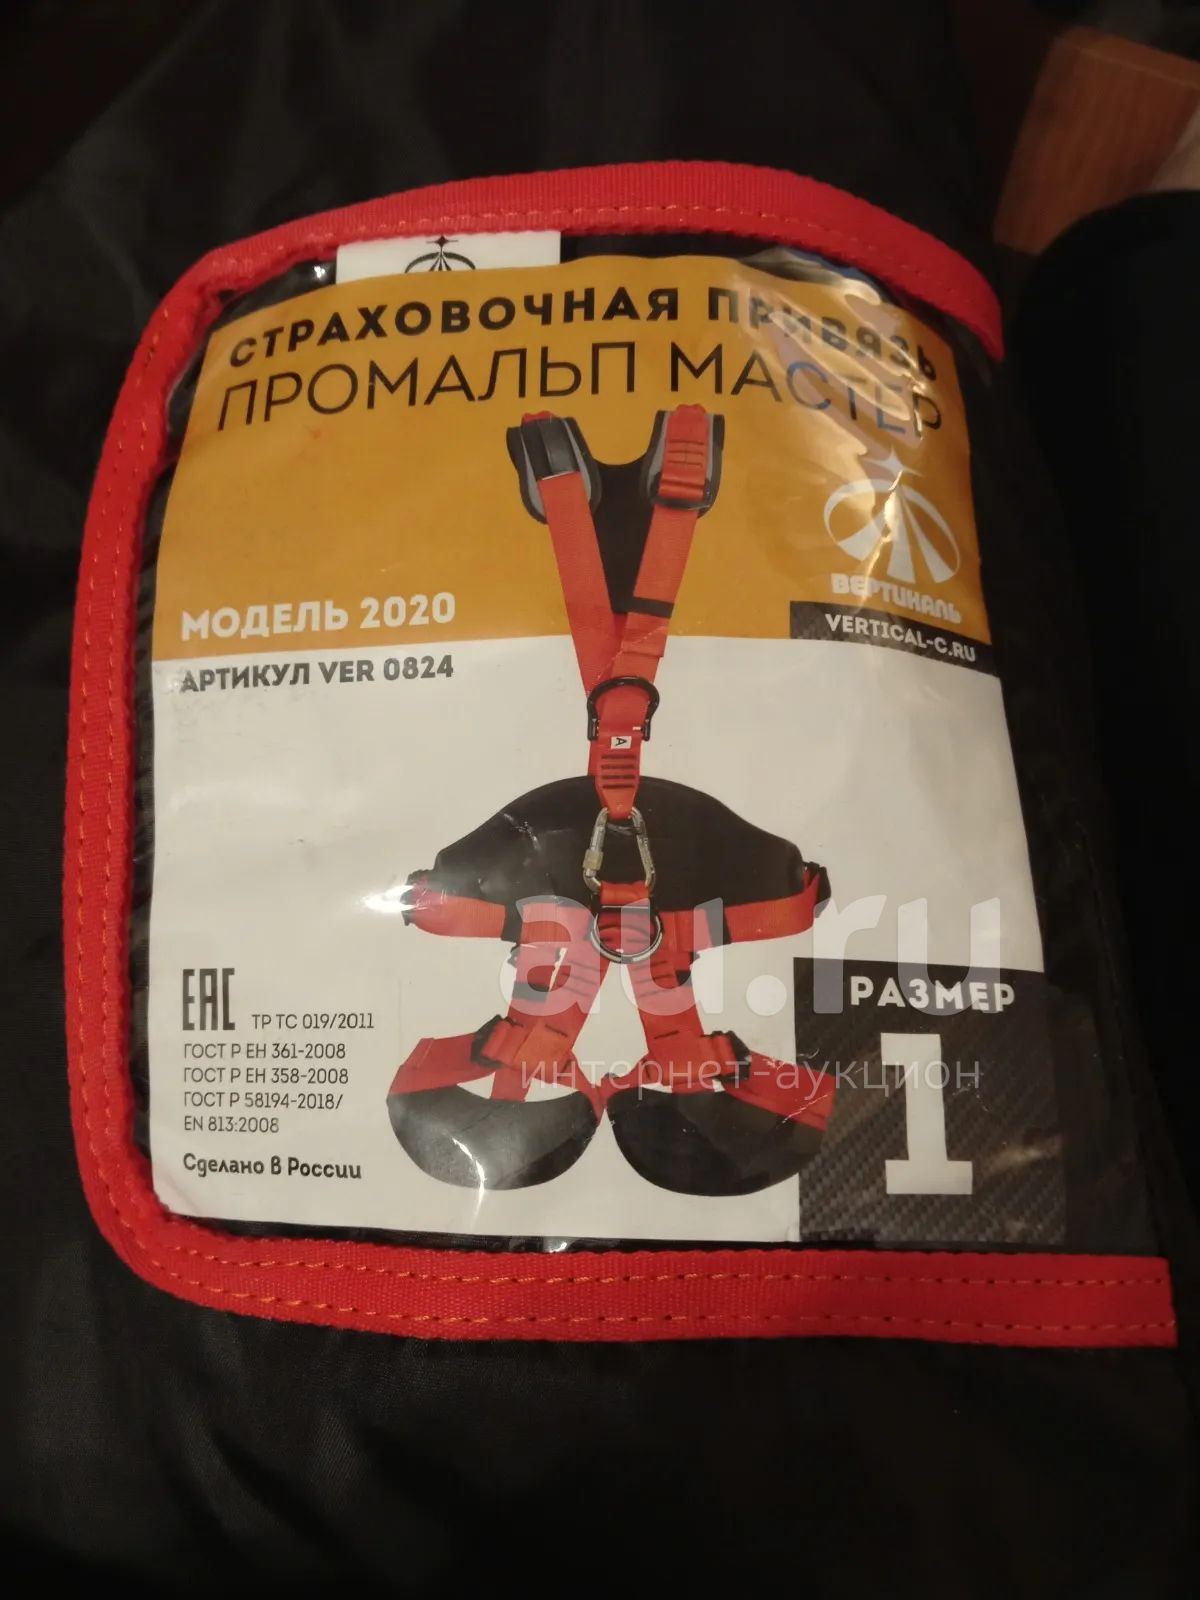 СТРАХОВОЧНАЯ ПРИВЯЗЬ
ПРОМАЛЬП МАСТЕР
ВЕРТИКАЛЬ
VERTICAL-C.RU
МОДЕЛЬ 2020
АРТИКУЛ VER 0824
A
au.ru
интернет-аукцион
РАЗМЕР
1
EAC ТР ТС 019/2011
ГОСТ Р ЕН 361-2008
ГОСТ Р ЕН 358-2008
ГОСТ Р 58194-2018/
EN 813:2008
Сделано в России